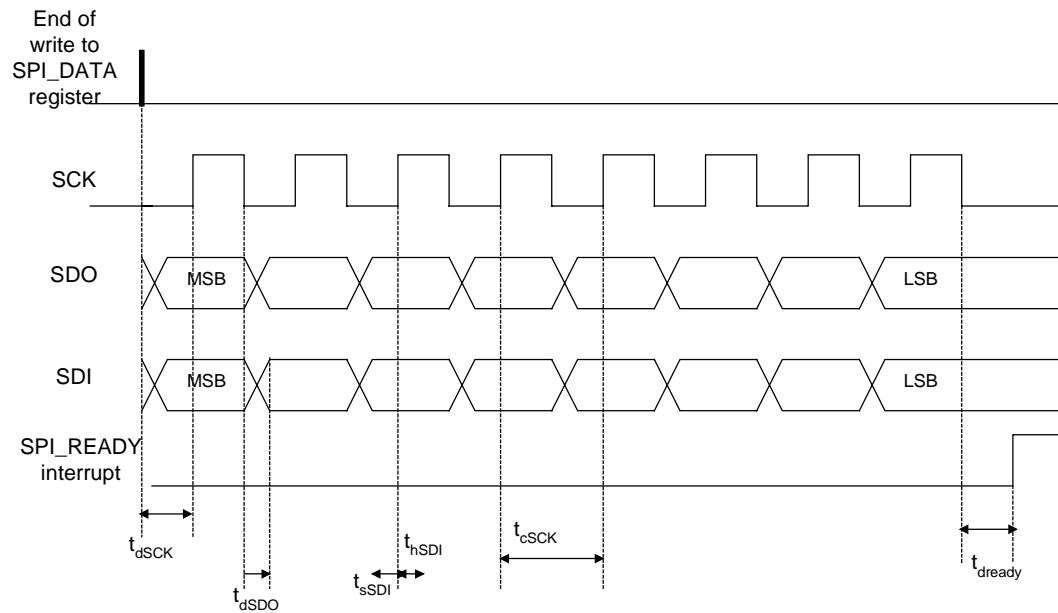 End of
write to
SPI_DATA
register
SCK
SDO
MSB
LSB
SDI
MSB
LSB
SPI_READY
interrupt
tdSCK
tdSDO
tsSDI
thSDI
tcSCK
tdready